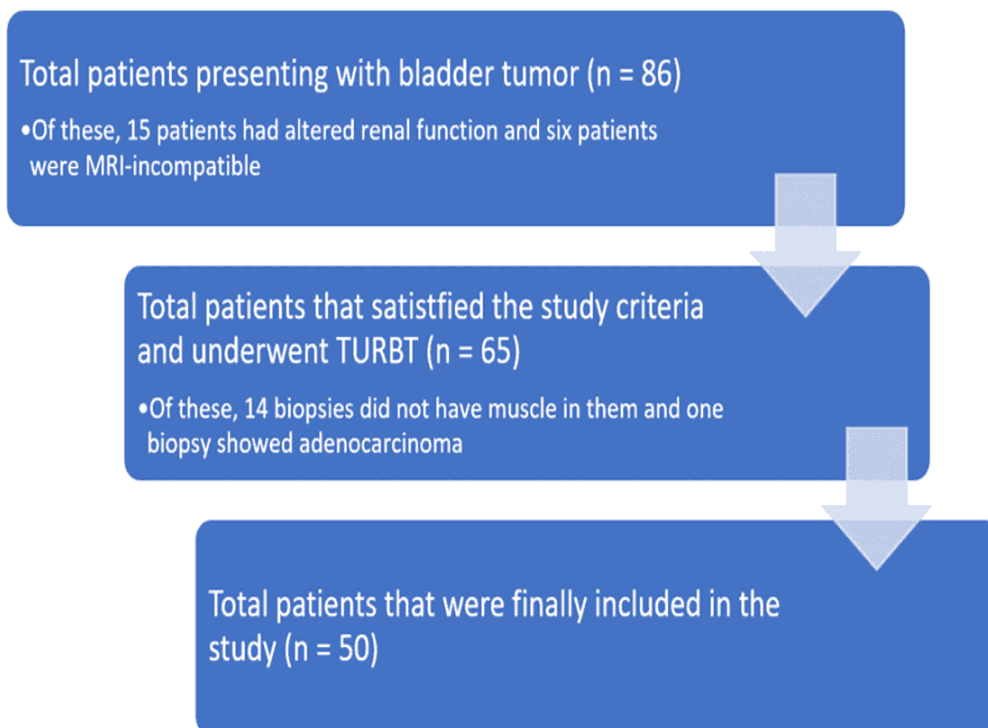 Total patients presenting with bladder tumor (n = 86)
•Of these, 15 patients had altered renal function and six patients
were MRI-incompatible
Total patients that satistfied the study criteria
and underwent TURBT (n = 65)
•Of these, 14 biopsies did not have muscle in them and one
biopsy showed adenocarcinoma
Total patients that were finally included in the
study (n = 50)